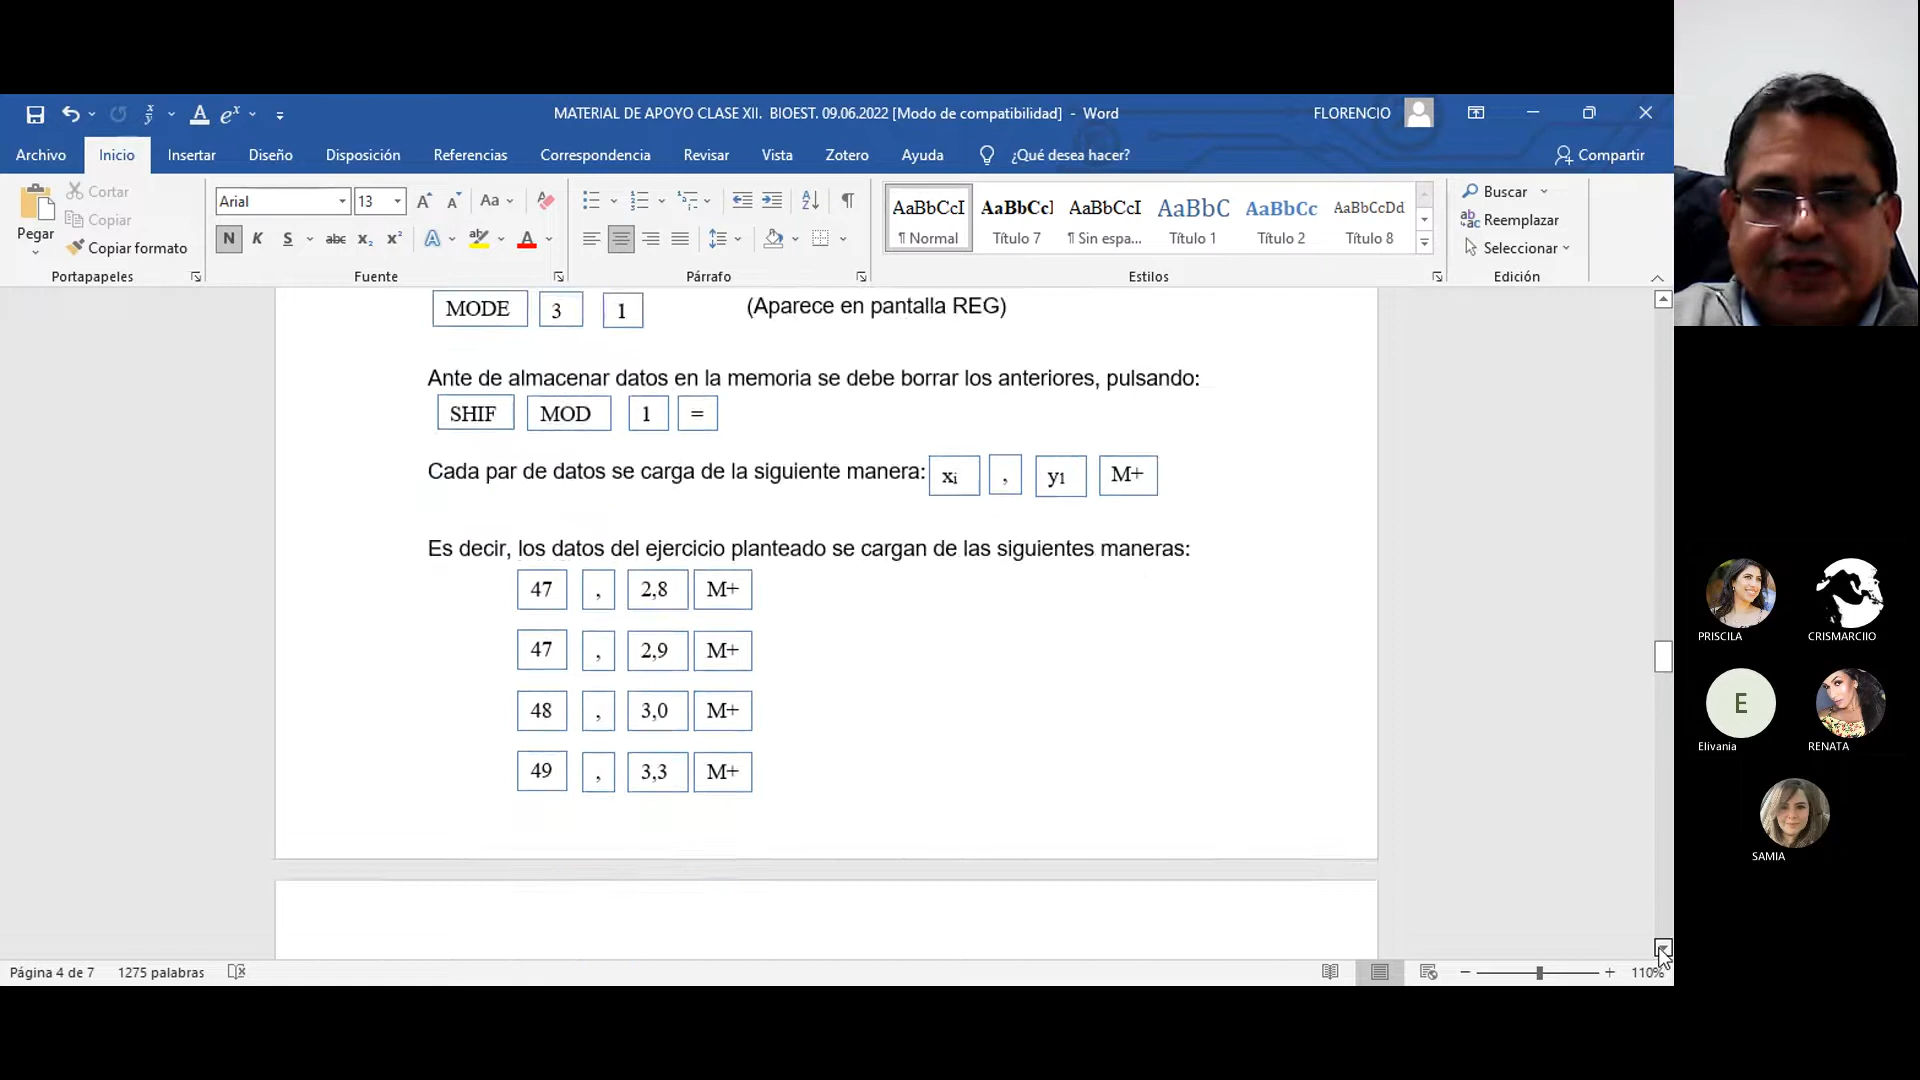 MATERIAL DE APOYO CLASE XII. BIOEST. 09.06.2022 [Modo de compatibilidad] - Word
FLORENCIO
Archivo Inicio Insertar Diseño Disposición Referencias Correspondencia Revisar Vista Zotero Ayuda ¿Qué desea hacer? Compartir
Pegar
Cortar
Copiar
Copiar formato
Portapapeles
Arial 13
Fuente
Párrafo
AaBbCcI AaBbCcI AaBbCcI AaBbC AaBbCc AaBbCcDd
¶ Normal Título 7 ¶ Sin espa... Título 1 Título 2 Título 8
Estilos
Buscar
Reemplazar
Seleccionar
Edición
MODE 3 1 (Aparece en pantalla REG)
Ante de almacenar datos en la memoria se debe borrar los anteriores, pulsando:
SHIF MOD 1 =
Cada par de datos se carga de la siguiente manera: xi , y1 M+
Es decir, los datos del ejercicio planteado se cargan de las siguientes maneras:
47 , 2,8 M+
47 , 2,9 M+
48 , 3,0 M+
49 , 3,3 M+
Página 4 de 7 1275 palabras 110%
PRISCILA CRISMARCIIO
E
Elivania RENATA
SAMIA